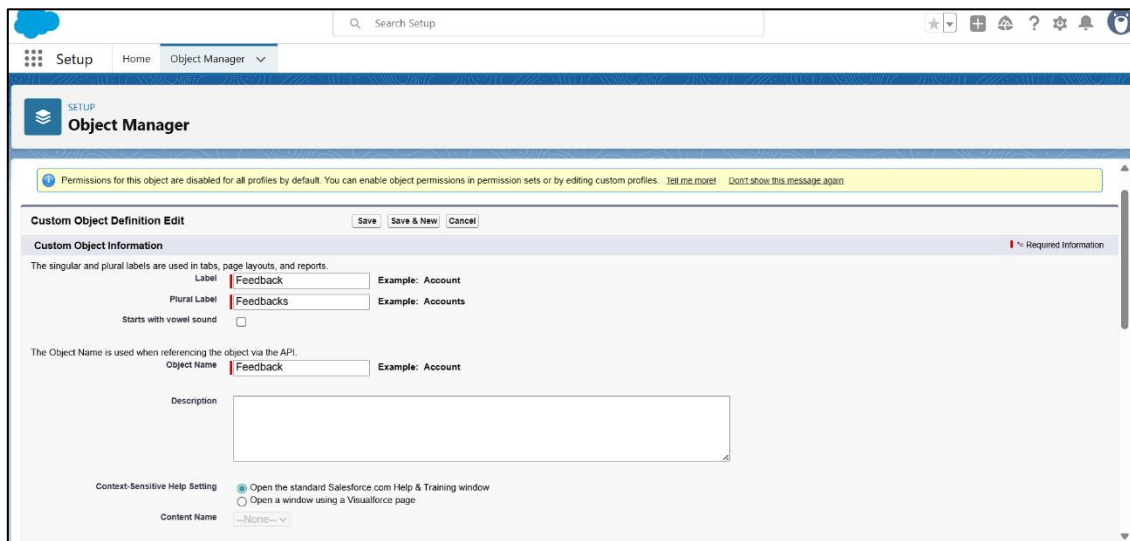 Search Setup
Setup Home Object Manager
SETUP
Object Manager
Permissions for this object are disabled for all profiles by default. You can enable object permissions in permission sets or by editing custom profiles. Tell me more! Don't show this message again
Custom Object Definition Edit Save Save & New Cancel
Custom Object Information = Required Information
The singular and plural labels are used in tabs, page layouts, and reports.
Label Feedback Example: Account
Plural Label Feedbacks Example: Accounts
Starts with vowel sound
The Object Name is used when referencing the object via the API.
Object Name Feedback Example: Account
Description
Context-Sensitive Help Setting Open the standard Salesforce.com Help & Training window
Open a window using a Visualforce page
Content Name --None--